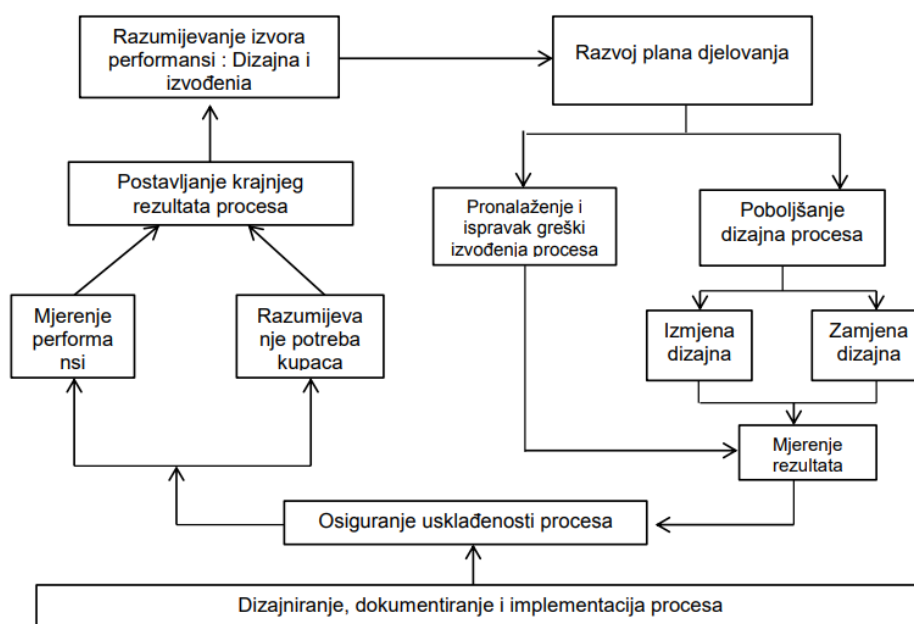 Razumijevanje izvora
performansi : Dizajna i
izvođenia
Razvoj plana djelovanja
Postavljanje krajnjeg
rezultata procesa
Pronalaženje i
ispravak greški
izvođenja procesa
Poboljšanje
dizajna procesa
Mjerenje
performa
nsi
Razumijeva
nje potreba
kupaca
Izmjena
dizajna
Zamjena
dizajna
Mjerenje
rezultata
Osiguranje usklađenosti procesa
Dizajniranje, dokumentiranje i implementacija procesa